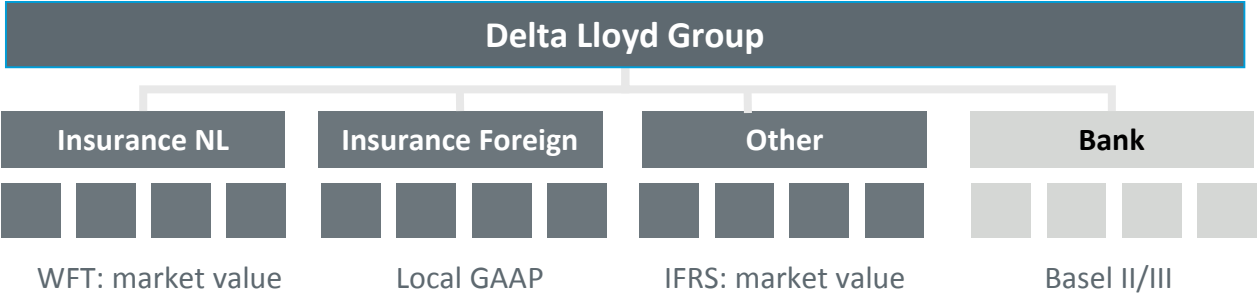 Delta Lloyd Group
Insurance NL
Insurance Foreign
Other
Bank
WFT: market value
Local GAAP
IFRS: market value
Basel II/III